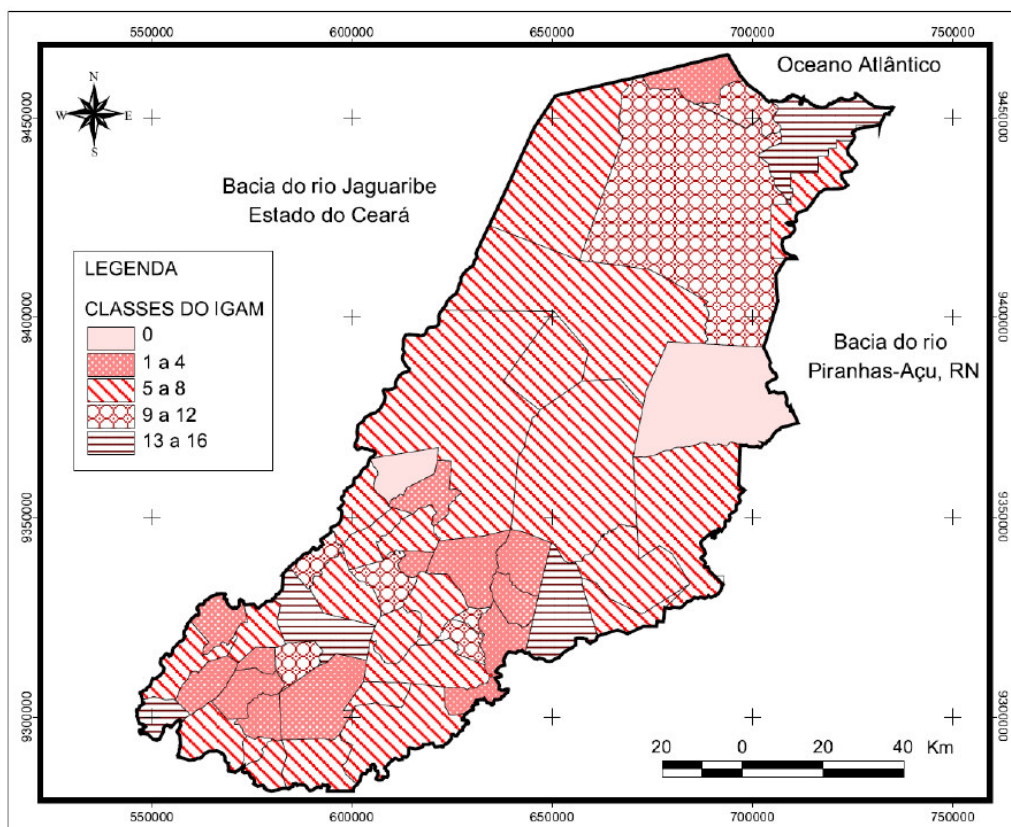 550000 600000 650000 700000 750000
Oceano Atlântico
N
W E
S
9450000 9450000
Bacia do rio Jaguaribe
Estado do Ceará
LEGENDA
CLASSES DO IGAM
0
1 a 4
5 a 8
9 a 12
13 a 16
9400000 9400000
Bacia do rio
Piranhas-Açu, RN
9350000 9350000
9300000 9300000
20 0 20 40 Km
550000 600000 650000 700000 750000